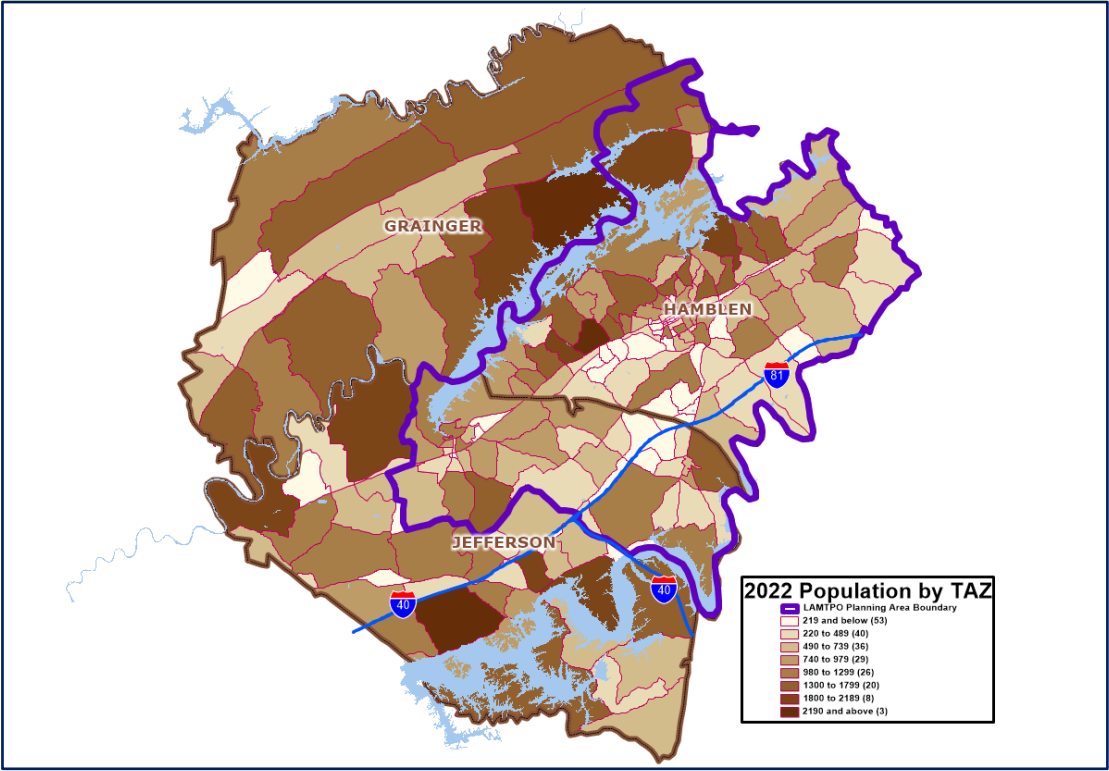 GRAINGER
HAMBLEN
81
JEFFERSON
40
40
2022 Population by TAZ
LAMTPO Planning Area Boundary
219 and below (53)
220 to 489 (40)
490 to 739 (36)
740 to 979 (29)
980 to 1299 (26)
1300 to 1799 (20)
1800 to 2189 (8)
2190 and above (3)